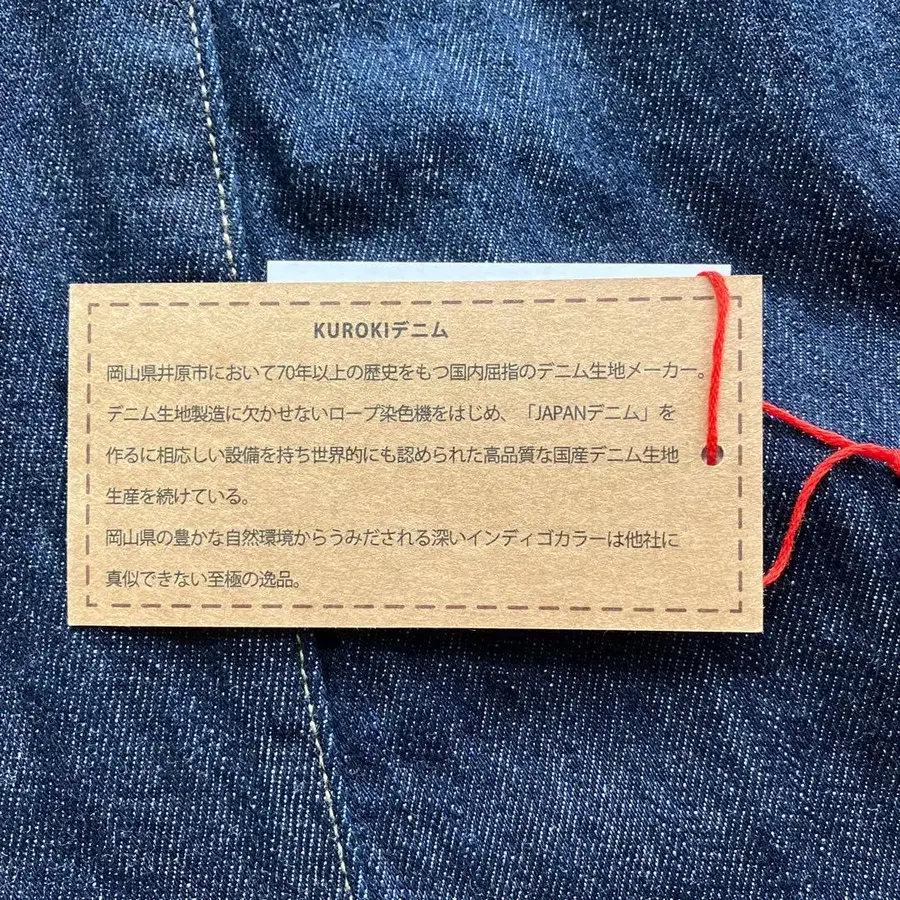 KUROKIデニム
岡山県井原市において70年以上の歴史をもつ国内屈指のデニム生地メーカー。
デニム生地製造に欠かせないロープ染色機をはじめ、「JAPANデニム」を
作るに相応しい設備を持ち世界的にも認められた高品質な国産デニム生地
生産を続けている。
岡山県の豊かな自然環境からうみだされる深いインディゴカラーは他社に
真似できない至極の逸品。